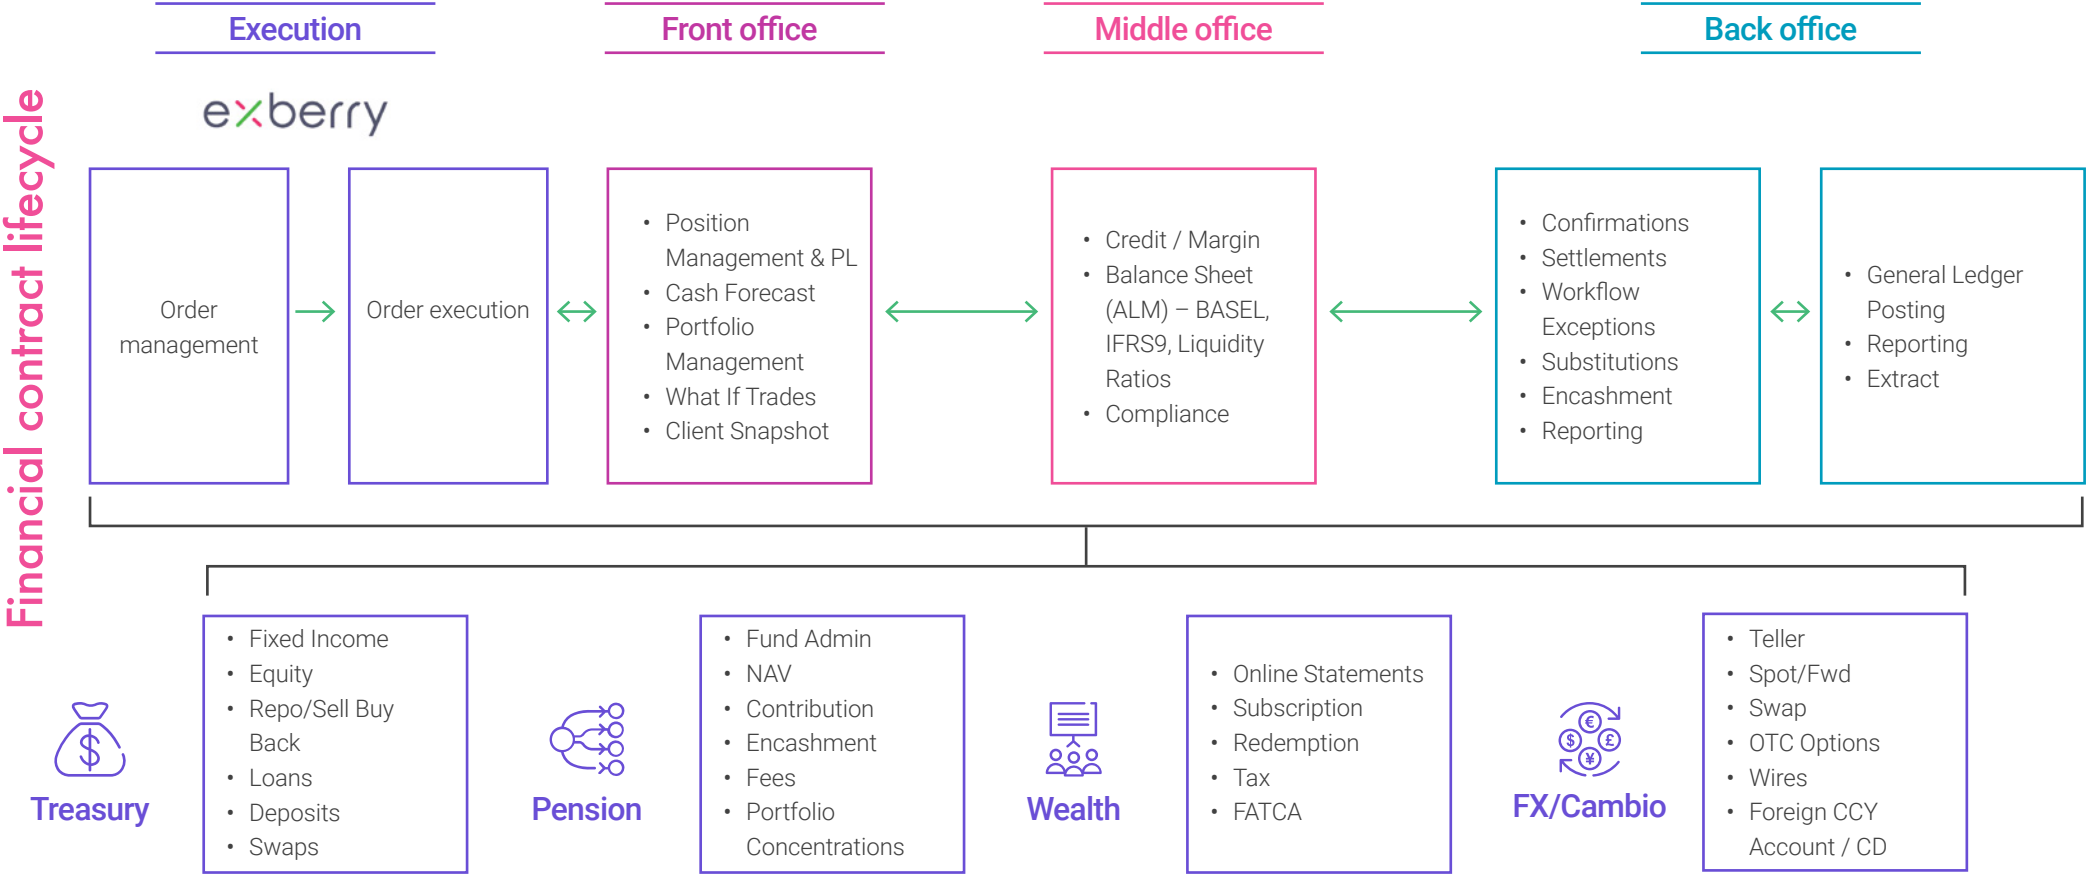 Execution
Front office
Middle office
Back office
Financial contract lifecycle
exberry
Order
management
Order execution
• Position
Management & PL
• Cash Forecast
• Portfolio
Management
• What If Trades
• Client Snapshot
• Credit / Margin
• Balance Sheet
(ALM) – BASEL,
IFRS9, Liquidity
Ratios
• Compliance
• Confirmations
• Settlements
• Workflow
Exceptions
• Substitutions
• Encashment
• Reporting
• General Ledger
Posting
• Reporting
• Extract
$
Treasury
• Fixed Income
• Equity
• Repo/Sell Buy
Back
• Loans
• Deposits
• Swaps
Pension
• Fund Admin
• NAV
• Contribution
• Encashment
• Fees
• Portfolio
Concentrations
Wealth
• Online Statements
• Subscription
• Redemption
• Tax
• FATCA
€
$ £
¥
FX/Cambio
• Teller
• Spot/Fwd
• Swap
• OTC Options
• Wires
• Foreign CCY
Account / CD